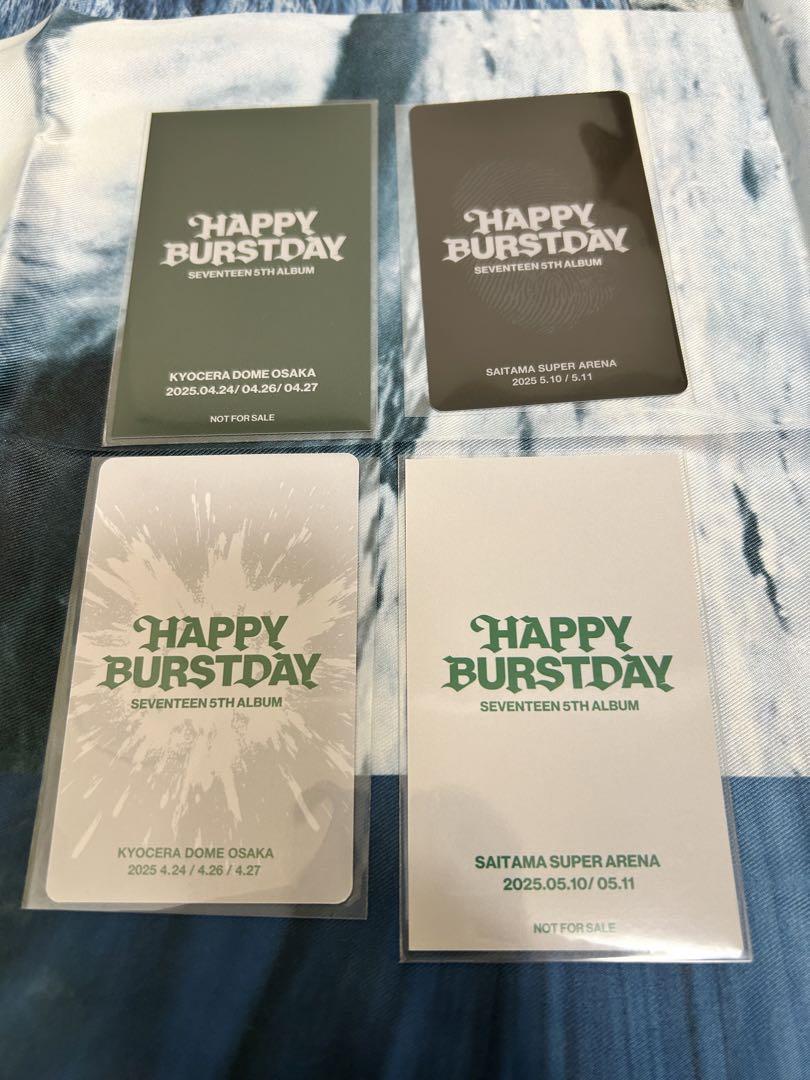 HAPPY
BURSTDAY
SEVENTEEN 5TH ALBUM
KYOCERA DOME OSAKA
2025.04.24/ 04.26/ 04.27
NOT FOR SALE
HAPPY
BURSTDAY
SEVENTEEN 5TH ALBUM
SAITAMA SUPER ARENA
2025 5.10 / 5.11
HAPPY
BURSTDAY
SEVENTEEN 5TH ALBUM
KYOCERA DOME OSAKA
2025 4.24 / 4.26 / 4.27
HAPPY
BURSTDAY
SEVENTEEN 5TH ALBUM
SAITAMA SUPER ARENA
2025.05.10/ 05.11
NOT FOR SALE